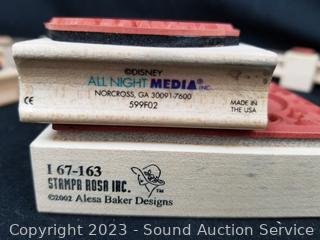 ©DISNEY
ALL NIGHT MEDIA® INC.
NORCROSS, GA 30091-7600
599F02
CE
MADE IN
THE USA
I 67-163
STAMPA ROSA INC.
TM
©2002 Alesa Baker Designs
Copyright 2023 - Sound Auction Service